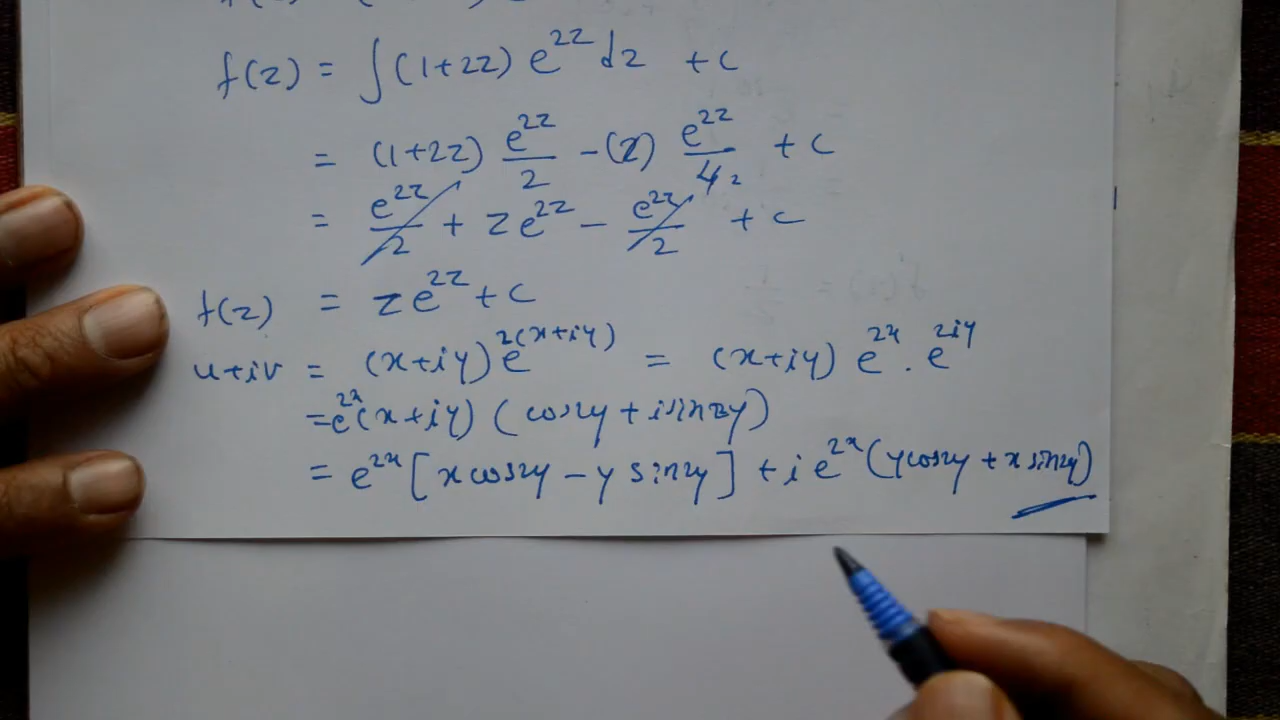 f(z) = ∫(1+2z) e^{2z} dz + c
= (1+2z) e^{2z}/2 - (2) e^{2z}/4 2 + c
= e^{2z}/2 + z e^{2z} - e^{2z}/2 + c
f(z) = z e^{2z} + c
u+iv = (x+iy) e^{2(x+iy)} = (x+iy) e^{2x} . e^{2iy}
= e^{2x} (x+iy) (cos2y + i sin2y)
= e^{2x} [x cos2y - y sin2y] + i e^{2x} (y cos2y + x sin2y)